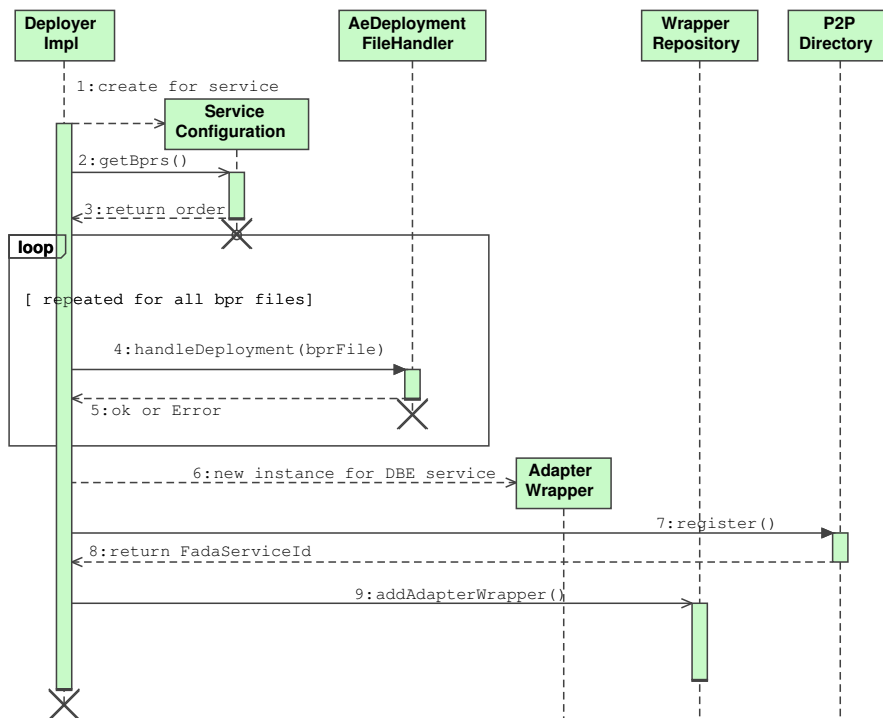 Deployer
Impl
AeDeployment
FileHandler
Wrapper
Repository
P2P
Directory
1:create for service
Service
Configuration
2:getBprs()
3:return order
loop
[ repeated for all bpr files]
4:handleDeployment(bprFile)
5:ok or Error
6:new instance for DBE service
Adapter
Wrapper
7:register()
8:return FadaServiceId
9:addAdapterWrapper()